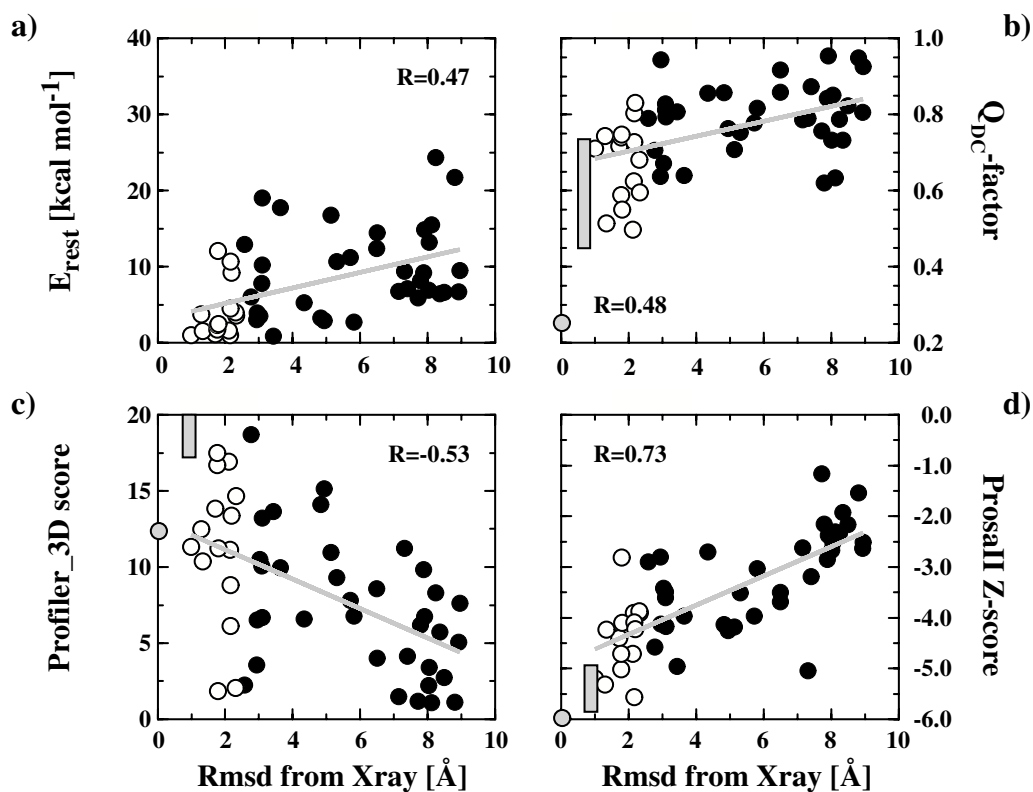 a)
b)
40
30
20
10
0
E_rest [kcal mol⁻¹]
R=0.47
0 2 4 6 8 10
1.0
0.8
0.6
0.4
0.2
Q_DC-factor
R=0.48
0 2 4 6 8 10
c)
d)
20
15
10
5
0
Profiler_3D score
R=-0.53
0 2 4 6 8 10
Rmsd from Xray [Å]
0.0
-1.0
-2.0
-3.0
-4.0
-5.0
-6.0
ProsaII Z-score
R=0.73
0 2 4 6 8 10
Rmsd from Xray [Å]